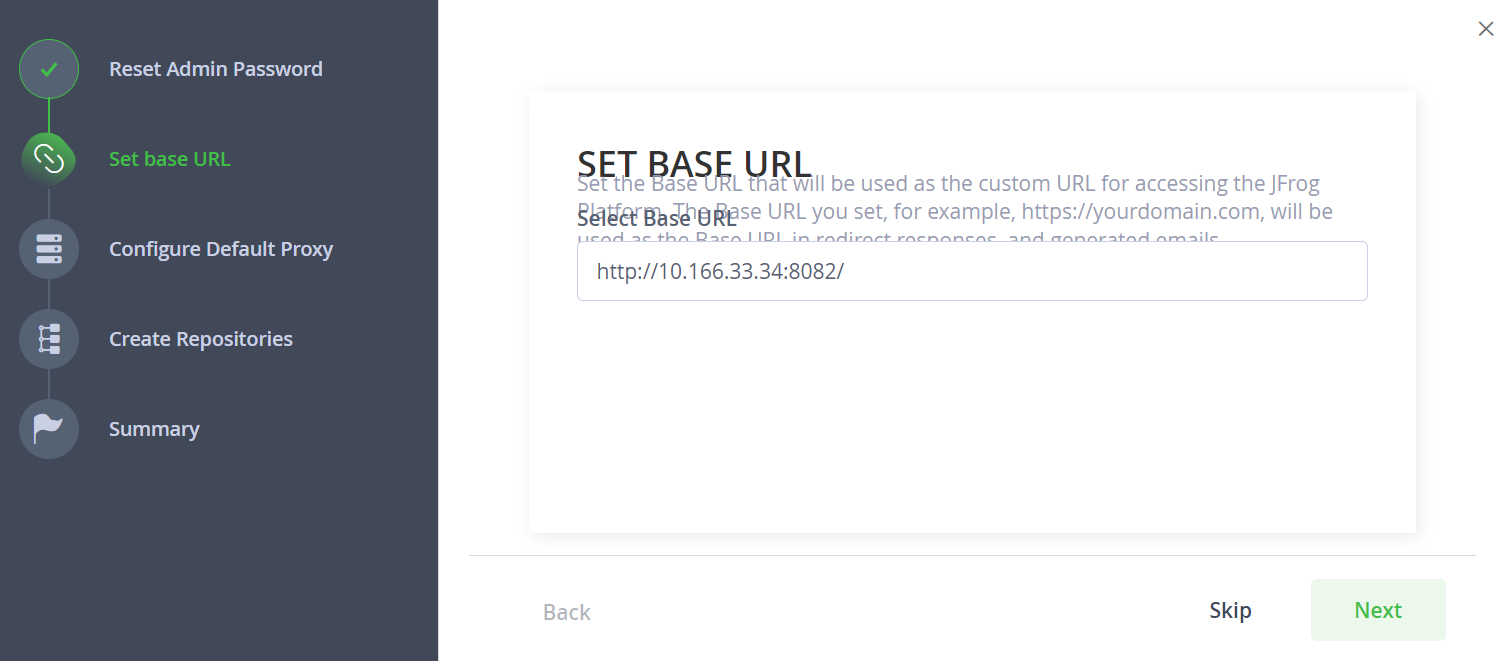 Reset Admin Password
Set base URL
Configure Default Proxy
Create Repositories
Summary
SET BASE URL
Set the Base URL that will be used as the custom URL for accessing the JFrog
Platform. The Base URL you set, for example, https://yourdomain.com, will be
Select Base URL
used as the Base URL in redirect responses, and generated emails.
http://10.166.33.34:8082/
Back
Skip
Next